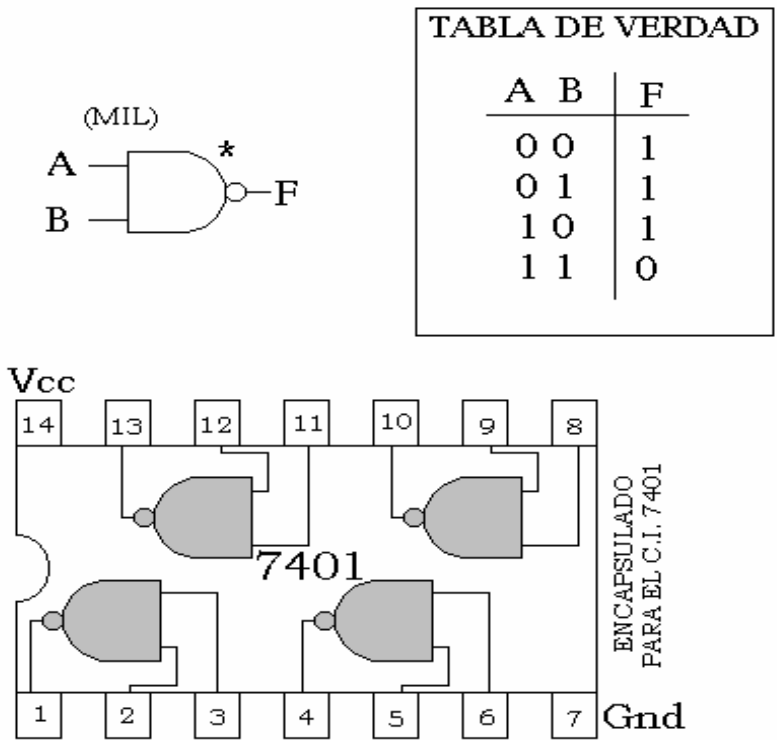 TABLA DE VERDAD
A B F
0 0 1
0 1 1
1 0 1
1 1 0
(MIL)
*
A
B
F
Vcc
14 13 12 11 10 9 8
7401
1 2 3 4 5 6 7
Gnd
ENCAPSULADO
PARA EL C.I. 7401